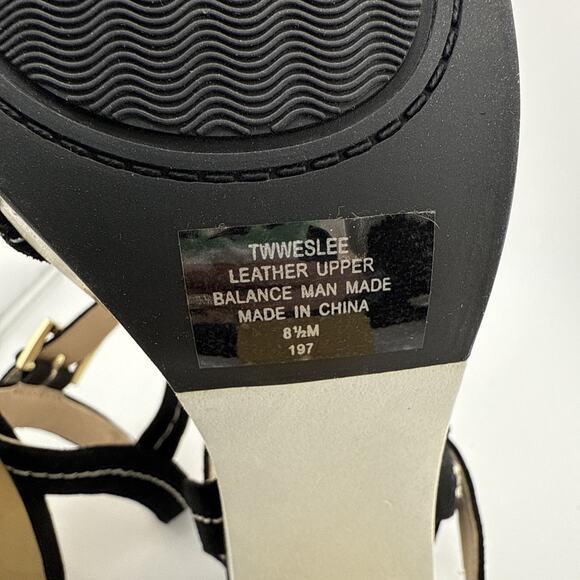 TWWESLEE
LEATHER UPPER
BALANCE MAN MADE
MADE IN CHINA
8½M
197